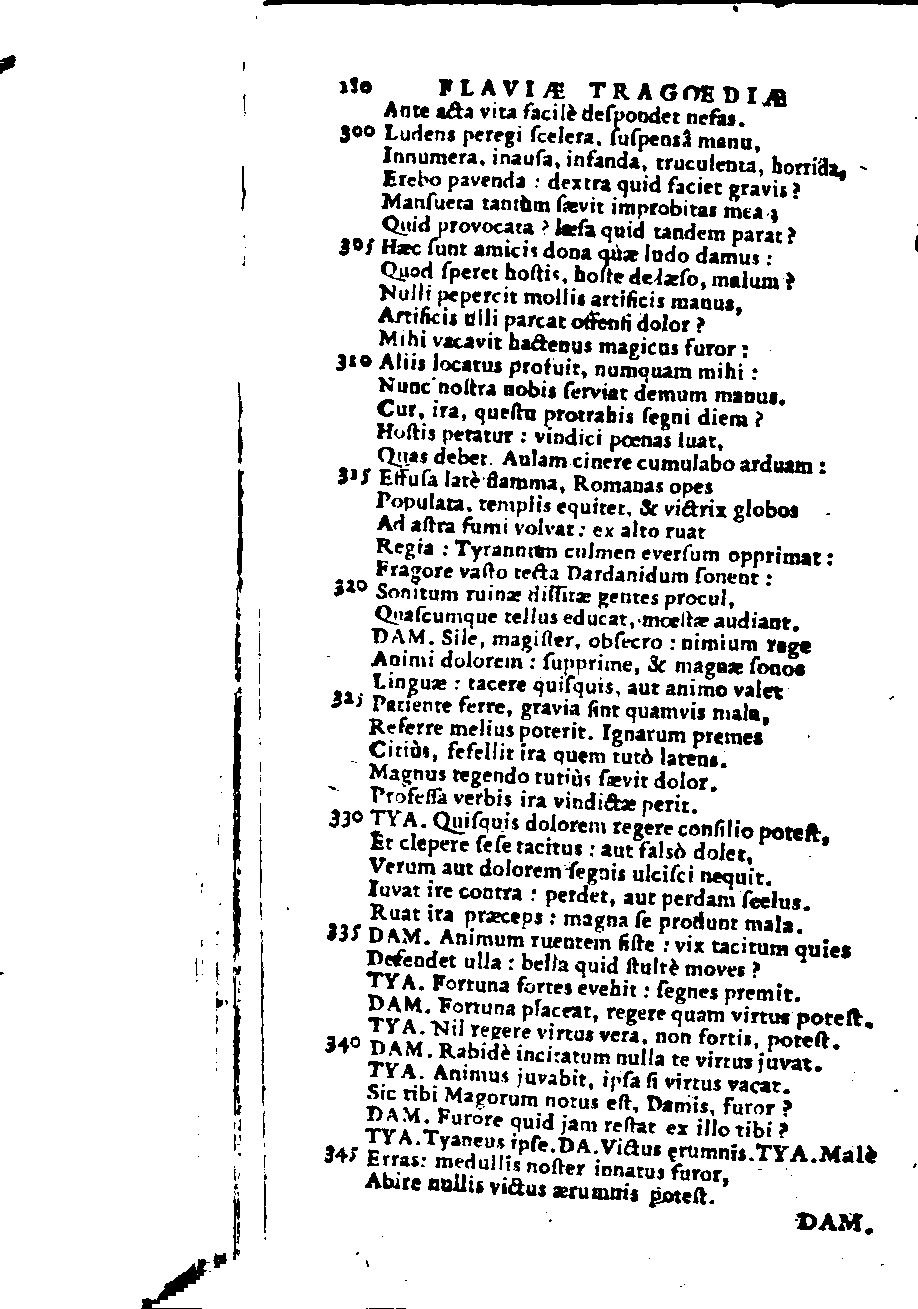 180 FLAVIÆ TRAGOEDIÆ
Ante acta vita facilè deſpondet nefas.
300 Ludens peregi ſcelera, ſuſpensâ manu,
Innumera, inauſa, infanda, truculenta, horrida,
Erebo pavenda : dextra quid faciet gravis ?
Manſueta tantùm ſævit improbitas mea ;
Quid provocata ? læſa quid tandem parat ?
305 Hæc ſunt amicis dona quæ ludo damus :
Quod ſperet hoſtis, hoſte de læſo, malum ?
Nulli pepercit mollis artificis manus,
Artificis ulli parcat offenſi dolor ?
Mihi vacavit hactenus magicus furor :
310 Aliis locatus profuit, numquam mihi :
Nunc noſtra nobis ſerviat demum manus.
Cur, ira, queſtu protrahis ſegni diem ?
Hoſtis petatur : vindici pœnas luat,
Quas debet. Aulam cinere cumulabo arduam :
315 Effuſa latè flamma, Romanas opes
Populata, templis equitet, & victrix globos
Ad aſtra fumi volvat : ex alto ruat
Regia : Tyrannum culmen everſum opprimat :
Fragore vaſto tecta Dardanidum ſonent :
320 Sonitum ruinæ diſſitæ gentes procul,
Quaſcumque tellus educat, mœſtæ audiant.
DAM. Sile, magiſter, obſecro : nimium rege
Animi dolorem : ſupprime, & magnæ ſonos
Linguæ : tacere quiſquis, aut animo valet
325 Patiente ferre, gravia ſint quamvis mala,
Referre melius poterit. Ignarum premes
Citiùs, fefellit ira quem tutò latens.
Magnus tegendo tutiùs ſævit dolor.
Profeſſa verbis ira vindictæ perit.
330 TYA. Quiſquis dolorem regere conſilio poteſt,
Et clepere ſeſe tacitus : aut falsò dolet,
Verum aut dolorem ſegnis ulciſci nequit.
Iuvat ire contra : perdet, aut perdam ſcelus.
Ruat ira præceps : magna ſe produnt mala.
335 DAM. Animum ruentem ſiſte : vix tacitum quies
Defendet ulla : bella quid ſtultè moves ?
TYA. Fortuna fortes evehit : ſegnes premit.
DAM. Fortuna placeat, regere quam virtus poteſt.
TYA. Nil regere virtus vera, non fortis, poteſt.
340 DAM. Rabidè incitatum nulla te virtus juvat.
TYA. Animus juvabit, ipſa ſi virtus vacat.
Sic tibi Magorum notus eſt, Damis, furor ?
DAM. Furore quid jam reſtat ex illo tibi ?
TYA. Tyaneus ipſe. DA. Victus ęrumnis. TYA. Malè
345 Erras: medullis noſter innatus furor,
Abire nullis victus ærumnis poteſt.
DAM.